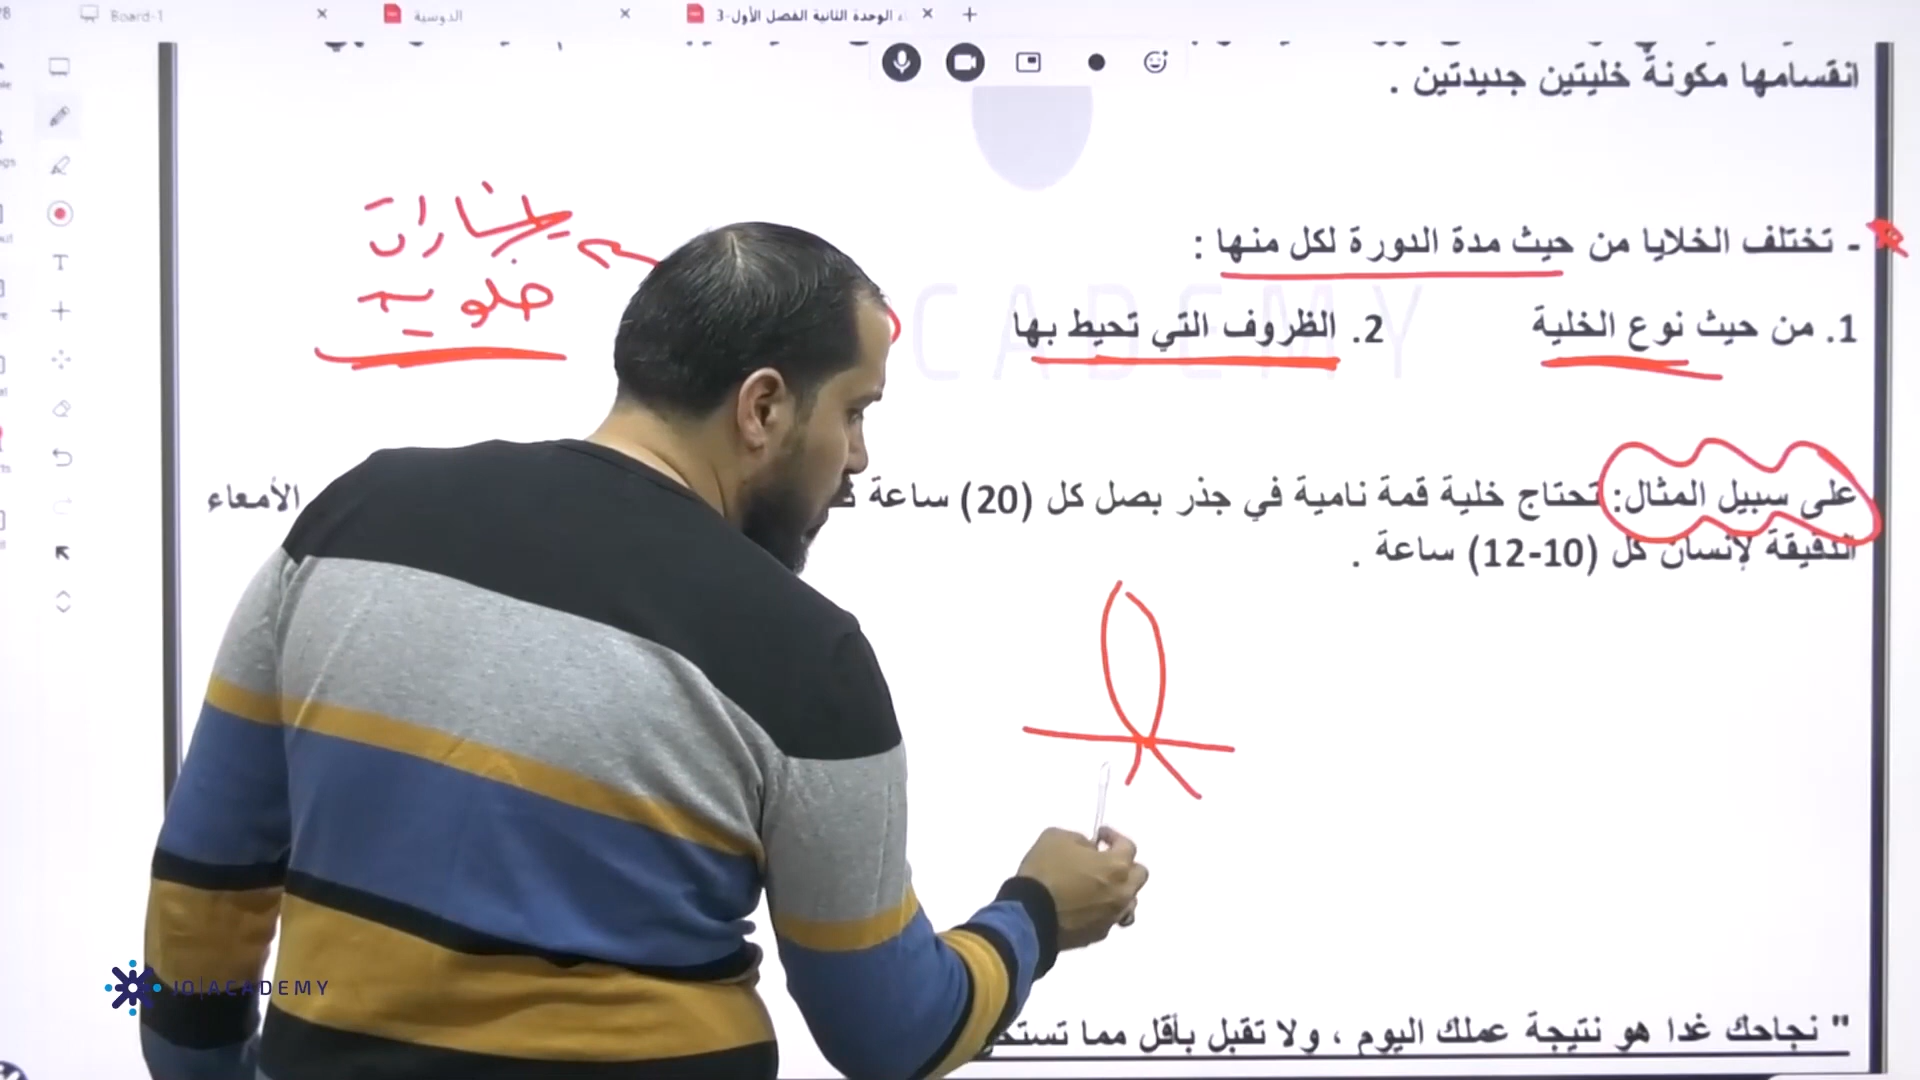 Board-1
الدوسية
الوحدة الثانية الفصل الأول-3
انقسامها مكونة خليتين جديدتين .
- تختلف الخلايا من حيث مدة الدورة لكل منها :
1. من حيث نوع الخلية 2. الظروف التي تحيط بها
خلوية
ACADEMY
على سبيل المثال: تحتاج خلية قمة نامية في جذر بصل كل (20) ساعة
الأمعاء
الدقيقة لإنسان كل (10-12) ساعة .
JO|ACADEMY
" نجاحك غدا هو نتيجة عملك اليوم ، ولا تقبل بأقل مما